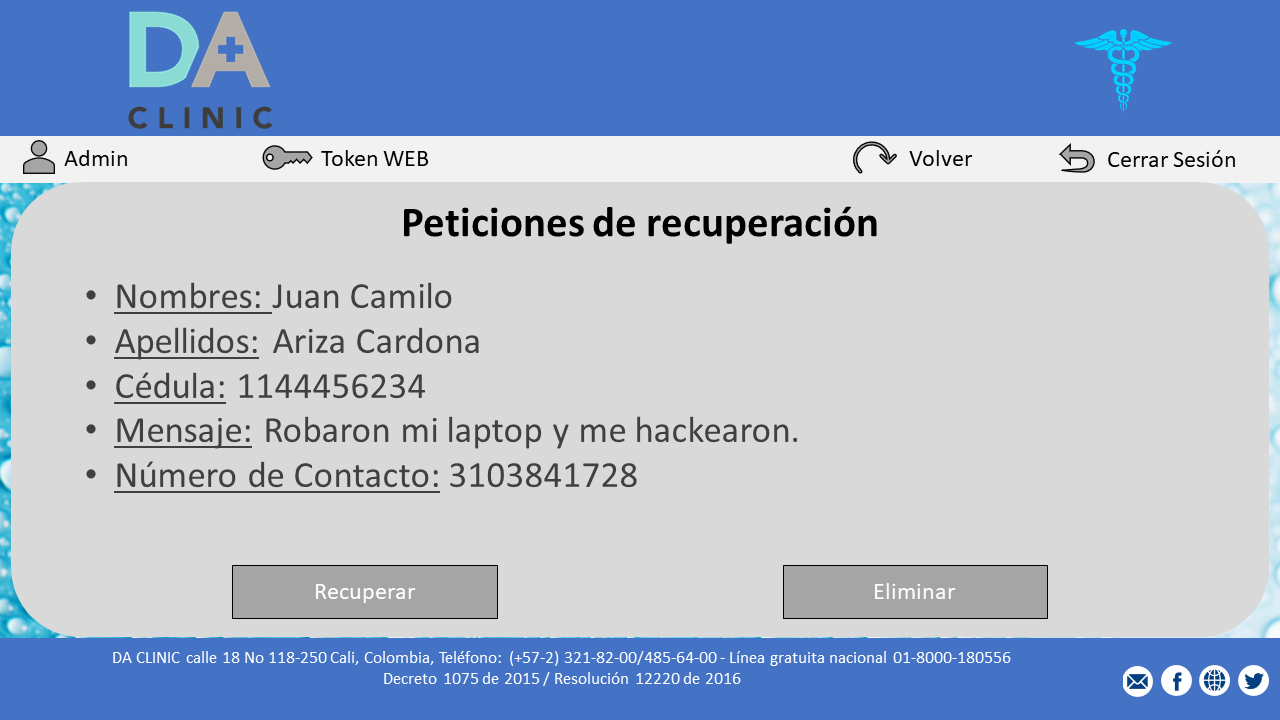 DA
CLINIC
Admin
Token WEB
Volver
Cerrar Sesión
Peticiones de recuperación
• Nombres: Juan Camilo
• Apellidos: Ariza Cardona
• Cédula: 1144456234
• Mensaje: Robaron mi laptop y me hackearon.
• Número de Contacto: 3103841728
Recuperar
Eliminar
DA CLINIC calle 18 No 118-250 Cali, Colombia, Teléfono: (+57-2) 321-82-00/485-64-00 - Línea gratuita nacional 01-8000-180556
Decreto 1075 de 2015 / Resolución 12220 de 2016